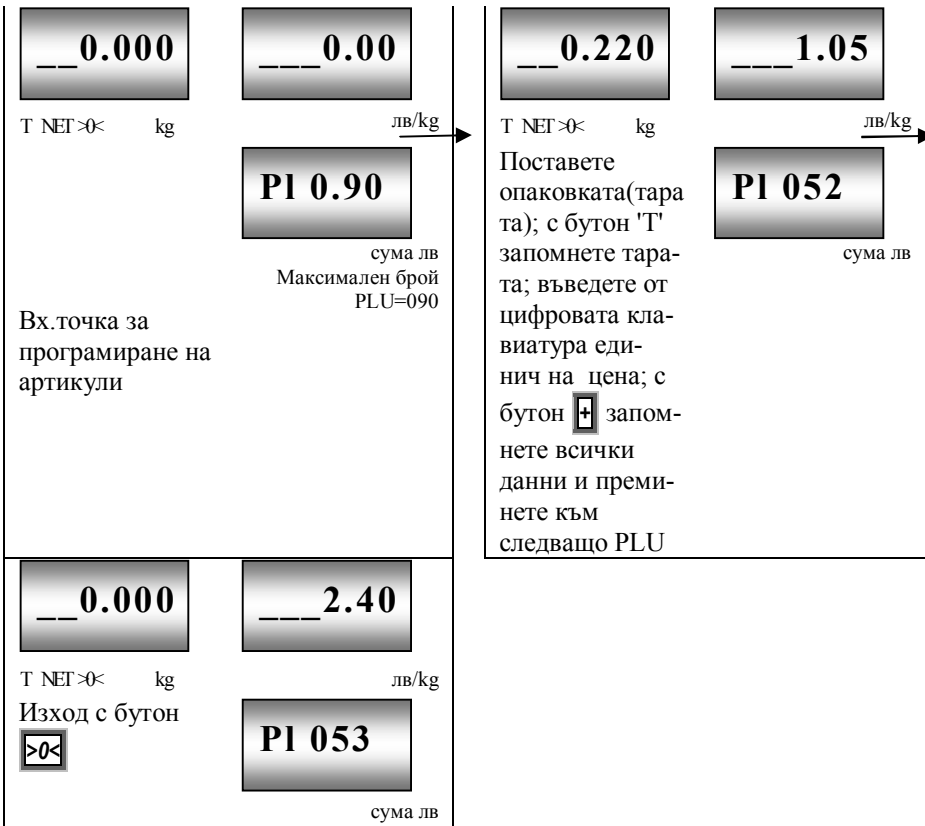 __0.000 ___0.00
T NET >0< kg лв/kg
Pl 0.90
сума лв
Максимален брой
PLU=090
Вх.точка за
програмиране на
артикули
__0.220 ___1.05
T NET >0< kg лв/kg
Поставете
опаковката(тара
та); с бутон 'Т'
запомнете тара-
та; въведете от
цифровата кла-
виатура еди-
нич на цена; с
бутон + запом-
нете всички
данни и преми-
нете към
следващо PLU
Pl 052
сума лв
__0.000 ___2.40
T NET >0< kg лв/kg
Изход с бутон
>0<
Pl 053
сума лв